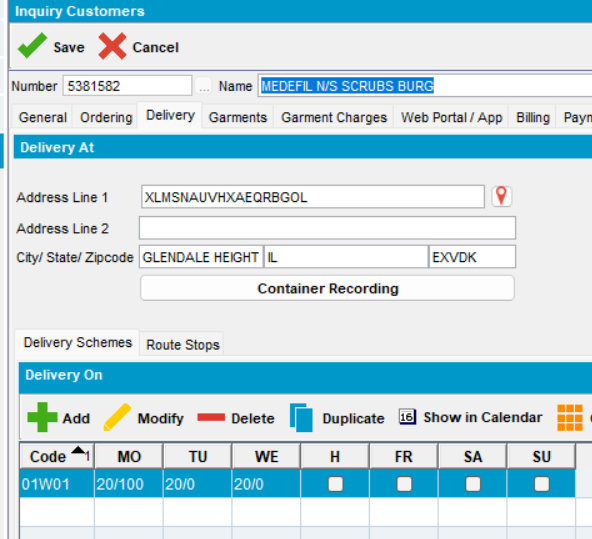 Inquiry Customers
Save Cancel
Number 5381582 ... Name MEDEFIL N/S SCRUBS BURG
General Ordering Delivery Garments Garment Charges Web Portal / App Billing Paym
Delivery At
Address Line 1 XLMSNAUVHXAEQRBGOL
Address Line 2
City/ State/ Zipcode GLENDALE HEIGHT IL EXVDK
Container Recording
Delivery Schemes Route Stops
Delivery On
Add Modify Delete Duplicate 16 Show in Calendar
Code 1 MO TU WE H FR SA SU
01W01 20/100 20/0 20/0